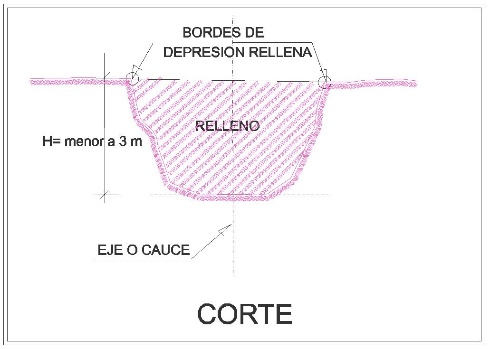 BORDES DE
DEPRESION RELLENA
RELLENO
H= menor a 3 m
EJE O CAUCE
CORTE